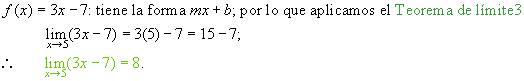 f(x) = 3x − 7: tiene la forma mx + b; por lo que aplicamos el Teorema de límite3
lim x→5 (3x − 7) = 3(5) − 7 = 15 − 7;
∴ lim x→5 (3x − 7) = 8.